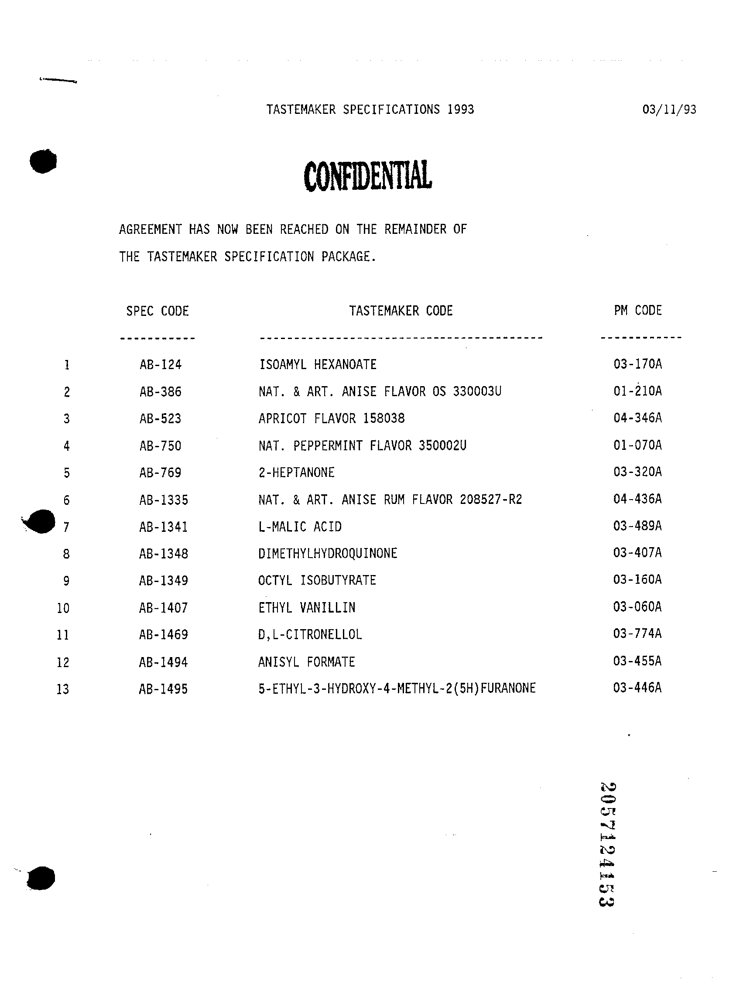 TASTEMAKER SPECIFICATIONS 1993 03/11/93
CONFIDENTIAL
AGREEMENT HAS NOW BEEN REACHED ON THE REMAINDER OF
THE TASTEMAKER SPECIFICATION PACKAGE.
SPEC CODE TASTEMAKER CODE PM CODE
----------- ----------------------------------------- ------------
1 AB-124 ISOAMYL HEXANOATE 03-170A
2 AB-386 NAT. & ART. ANISE FLAVOR OS 330003U 01-210A
3 AB-523 APRICOT FLAVOR 158038 04-346A
4 AB-750 NAT. PEPPERMINT FLAVOR 350002U 01-070A
5 AB-769 2-HEPTANONE 03-320A
6 AB-1335 NAT. & ART. ANISE RUM FLAVOR 208527-R2 04-436A
7 AB-1341 L-MALIC ACID 03-489A
8 AB-1348 DIMETHYLHYDROQUINONE 03-407A
9 AB-1349 OCTYL ISOBUTYRATE 03-160A
10 AB-1407 ETHYL VANILLIN 03-060A
11 AB-1469 D,L-CITRONELLOL 03-774A
12 AB-1494 ANISYL FORMATE 03-455A
13 AB-1495 5-ETHYL-3-HYDROXY-4-METHYL-2(5H)FURANONE 03-446A
2057124153